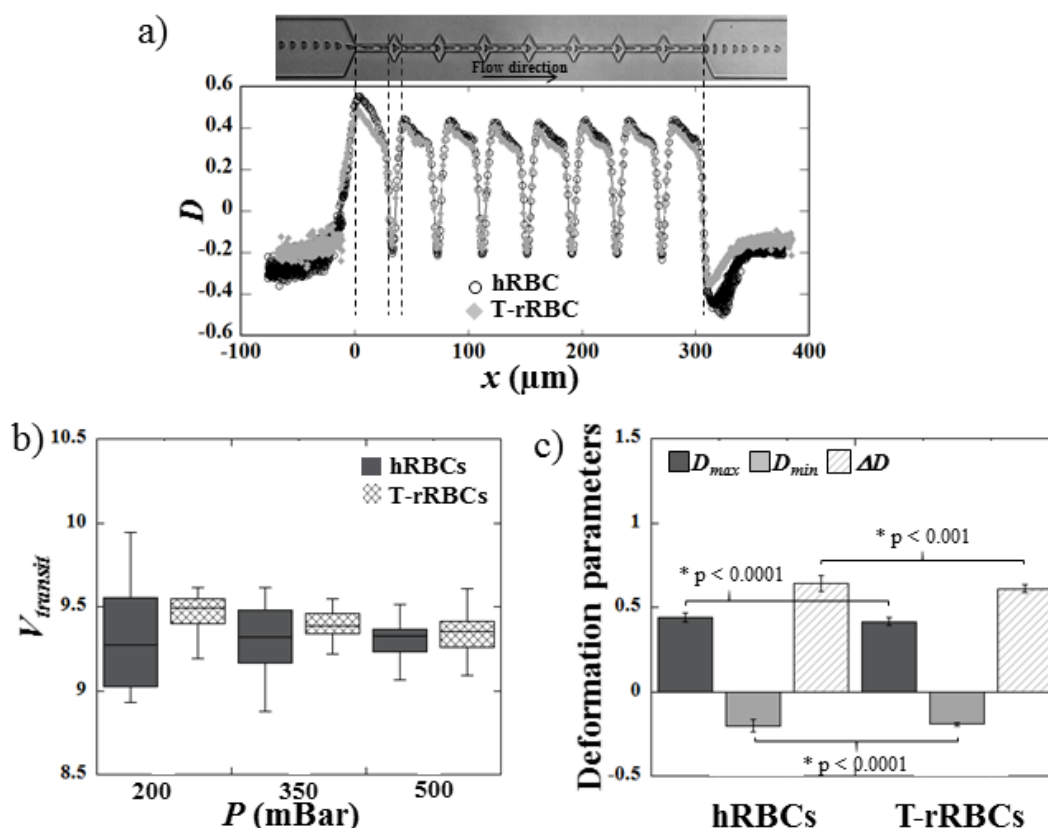 a)
Flow direction
0.6
0.4
0.2
0
-0.2
-0.4
-0.6
D
hRBC
T-rRBC
-100 0 100 200 300 400
x (µm)
b)
10.5
10
9.5
9
8.5
V transit
hRBCs
T-rRBCs
200 350 500
P (mBar)
c)
1.5
1
0.5
0
-0.5
Deformation parameters
D max D min ΔD
* p < 0.001
* p < 0.0001
* p < 0.0001
hRBCs T-rRBCs